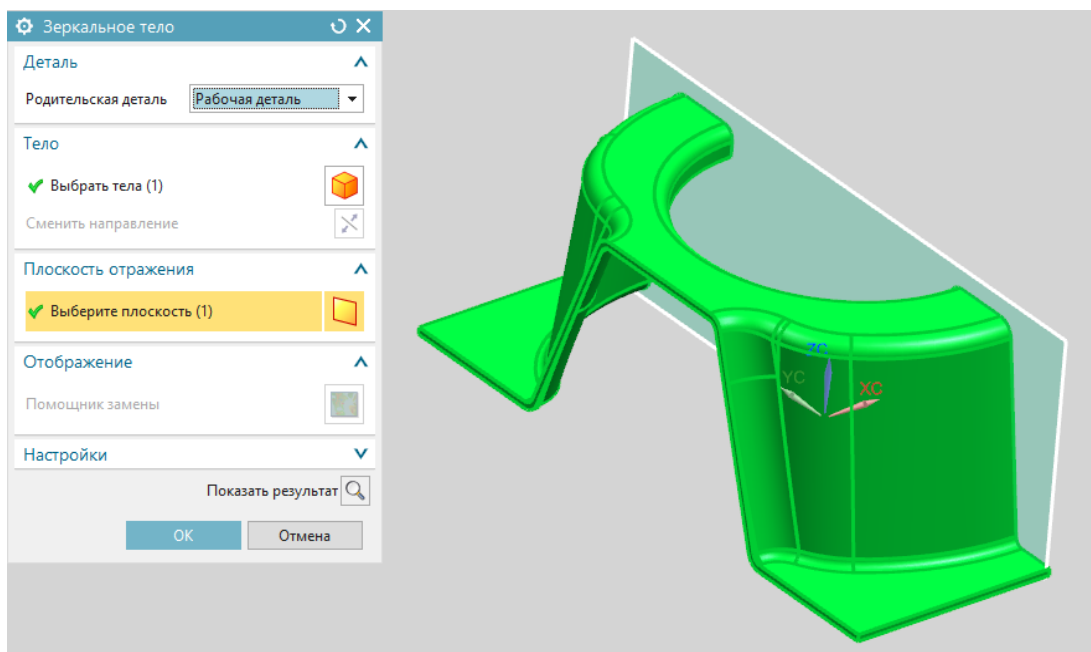 Зеркальное тело
Деталь
Родительская деталь Рабочая деталь
Тело
Выбрать тела (1)
Сменить направление
Плоскость отражения
Выберите плоскость (1)
Отображение
Помощник замены
Настройки
Показать результат
ОК Отмена
ZC
YC XC